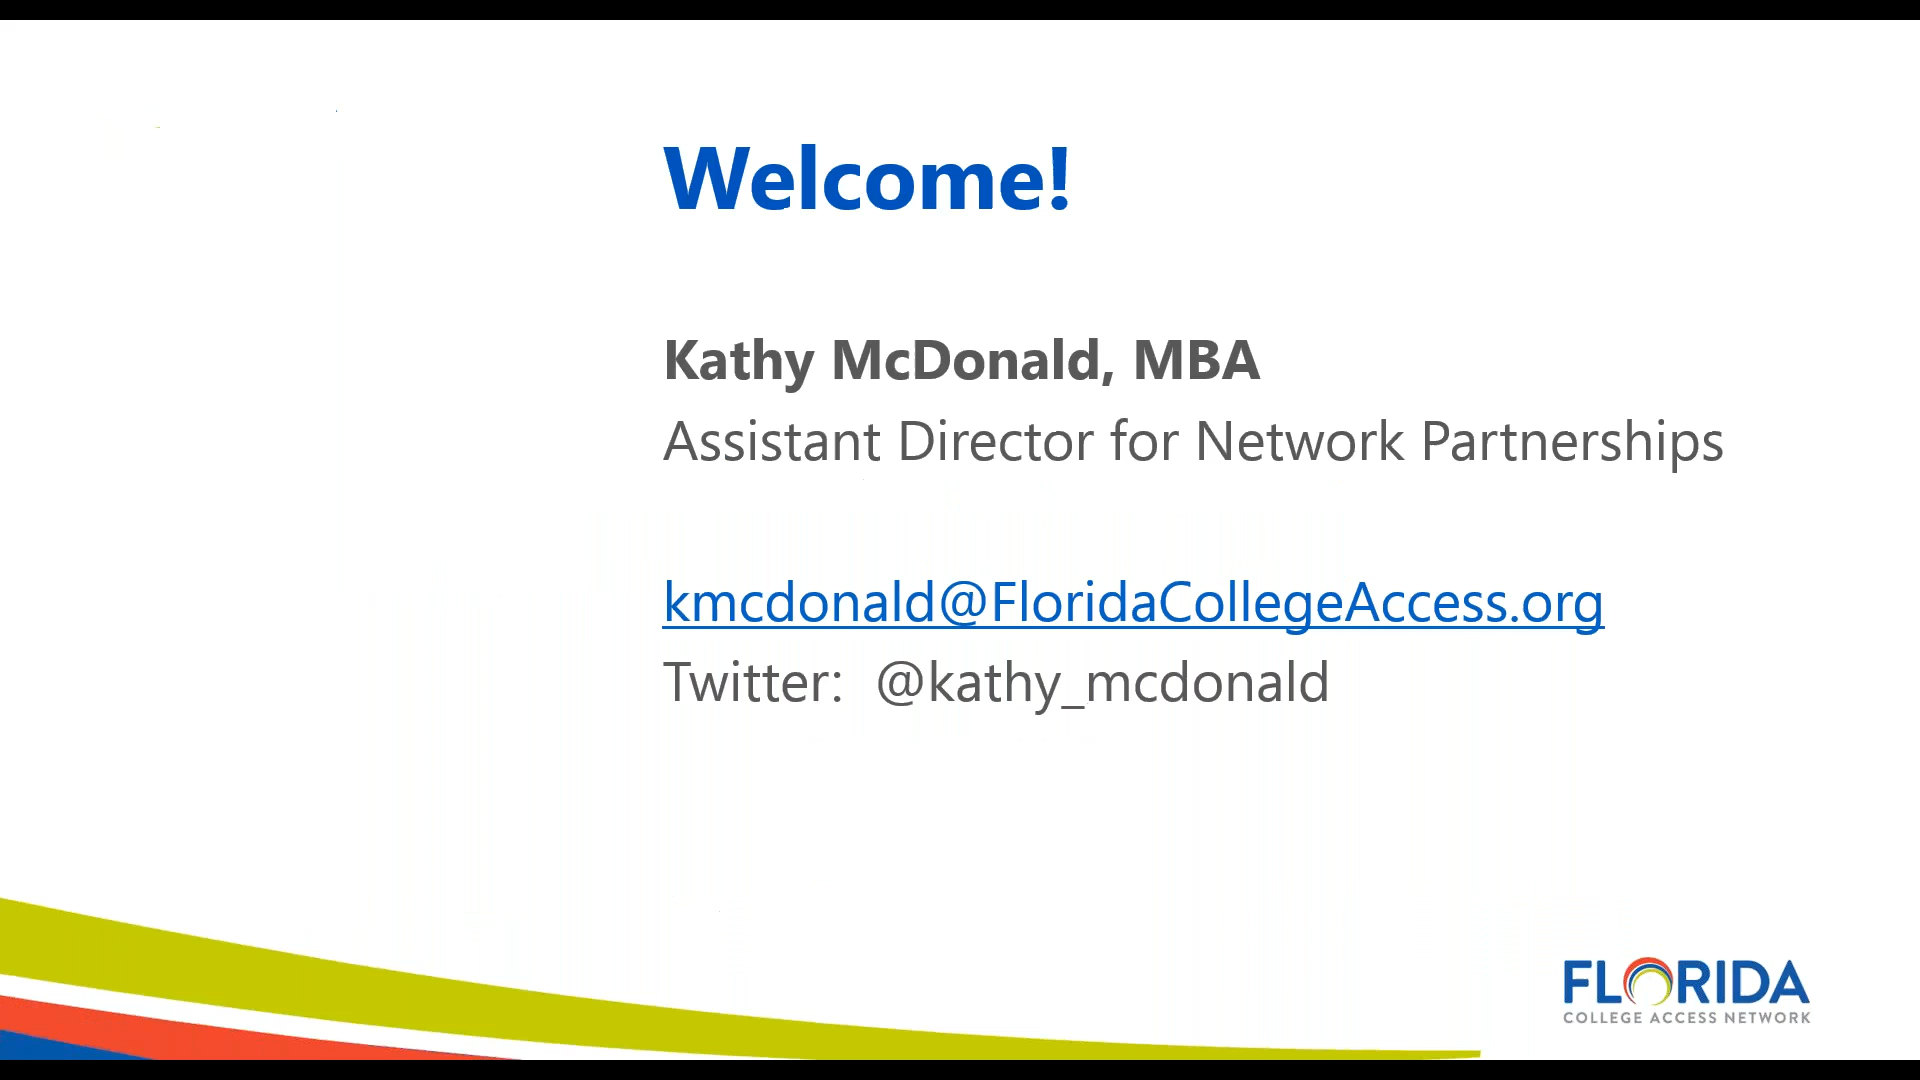 Welcome!
Kathy McDonald, MBA
Assistant Director for Network Partnerships
kmcdonald@FloridaCollegeAccess.org
Twitter:  @kathy_mcdonald
FLORIDA
COLLEGE ACCESS NETWORK